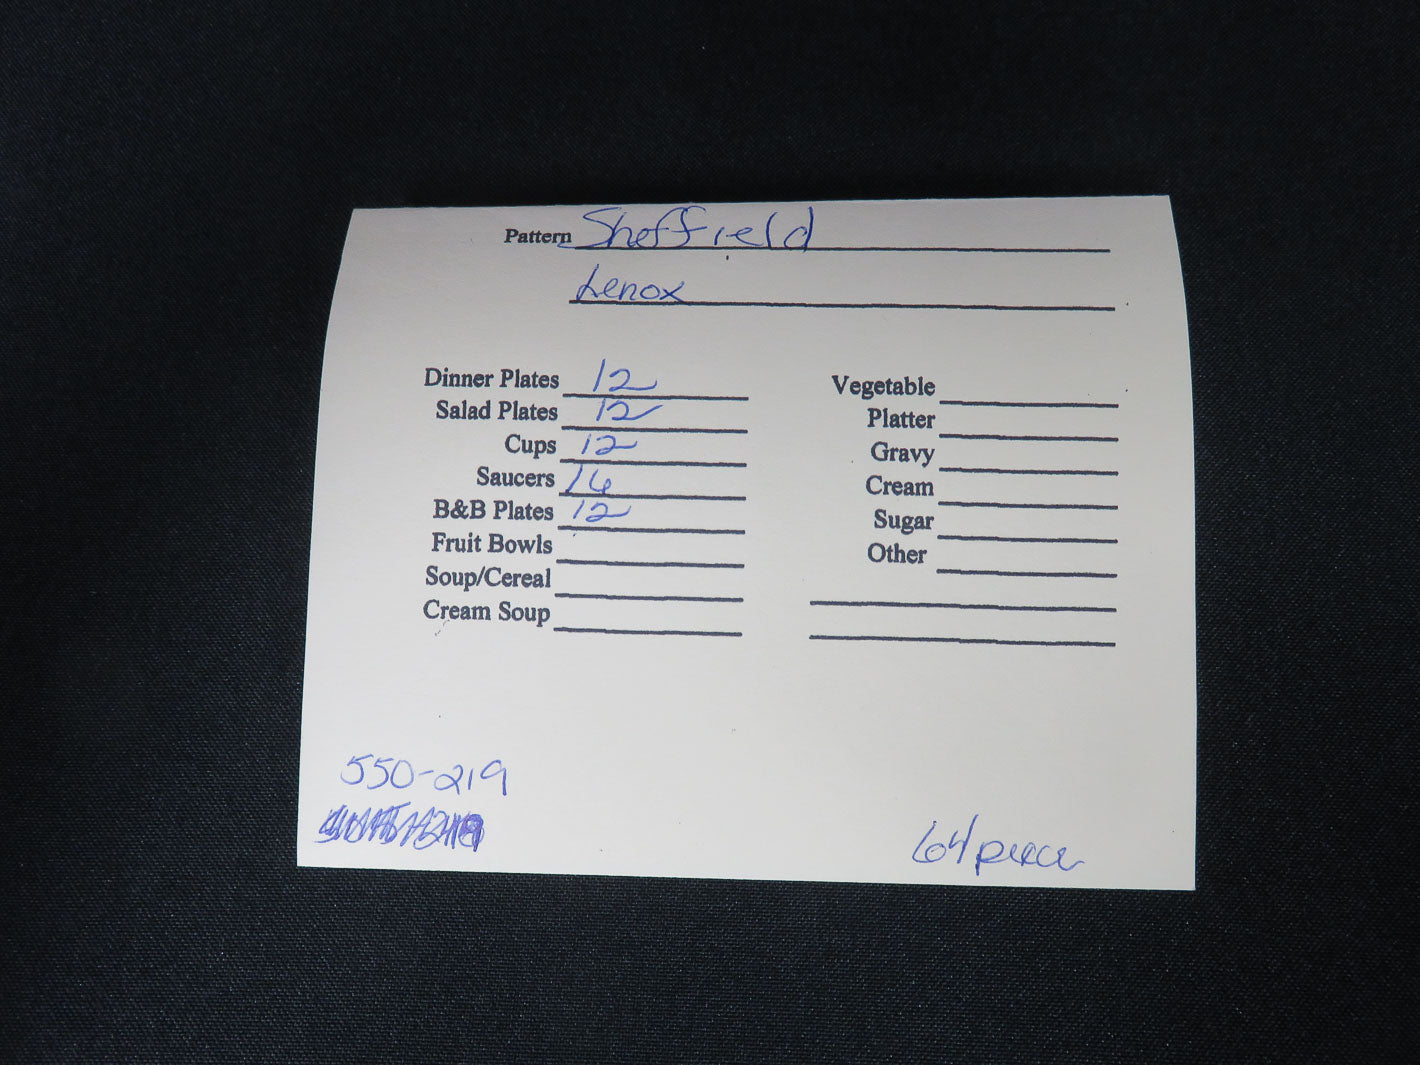 Pattern Sheffield
Lenox
Dinner Plates 12
Salad Plates 12
Cups 12
Saucers 16
B&B Plates 12
Fruit Bowls
Soup/Cereal
Cream Soup
Vegetable
Platter
Gravy
Cream
Sugar
Other
550-219
64 piece